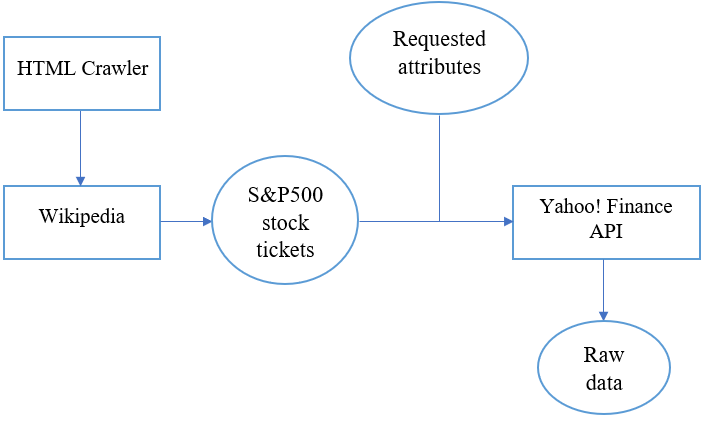 HTML Crawler
Requested
attributes
Wikipedia
S&P500
stock
tickets
Yahoo! Finance
API
Raw
data